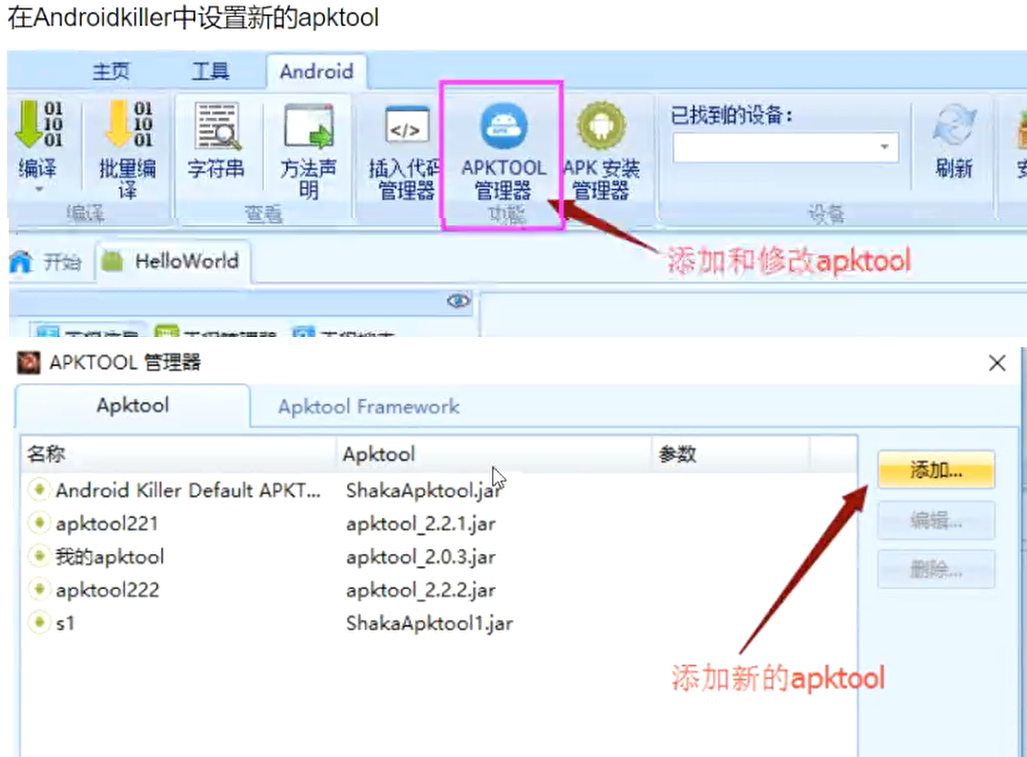 在Androidkiller中设置新的apktool
主页 工具 Android
编译 批量编译 字符串 方法声明 插入代码管理器 APKTOOL 管理器 APK 安装管理器 已找到的设备： 刷新
编译 查看 功能 设备
添加和修改apktool
开始 HelloWorld
APKTOOL 管理器
Apktool Apktool Framework
名称 Apktool 参数
添加...
Android Killer Default APKT... ShakaApktool.jar
编辑...
apktool221 apktool_2.2.1.jar
我的apktool apktool_2.0.3.jar
删除...
apktool222 apktool_2.2.2.jar
s1 ShakaApktool1.jar
添加新的apktool